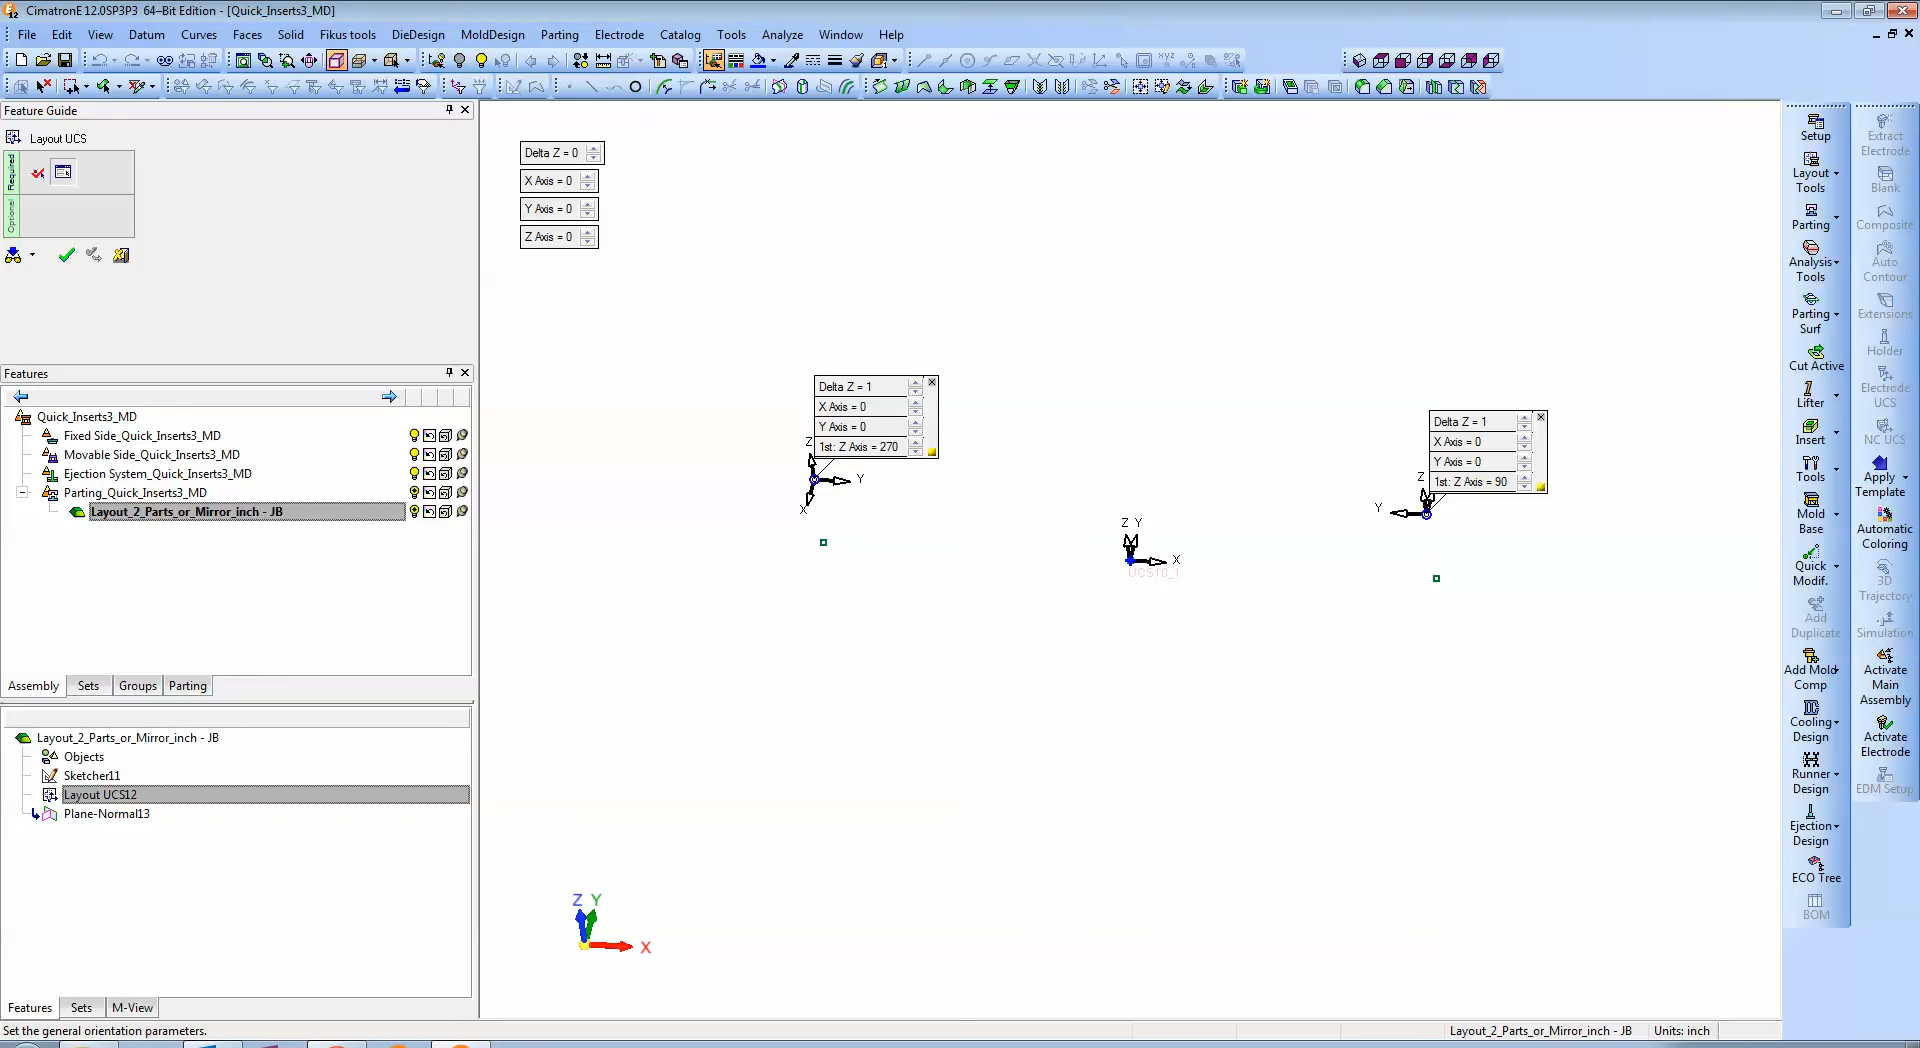 CimatronE 12.0SP3P3  64–Bit Edition - [Quick_Inserts3_MD]
File Edit View Datum Curves Faces Solid Fikus tools DieDesign MoldDesign Parting Electrode Catalog Tools Analyze Window Help
Feature Guide
Layout UCS
Required
Optional
Features
Quick_Inserts3_MD
Fixed Side_Quick_Inserts3_MD
Movable Side_Quick_Inserts3_MD
Ejection System_Quick_Inserts3_MD
Parting_Quick_Inserts3_MD
Layout_2_Parts_or_Mirror_inch - JB
Assembly Sets Groups Parting
Layout_2_Parts_or_Mirror_inch - JB
Objects
Sketcher11
Layout UCS12
Plane-Normal13
Features Sets M-View
Set the general orientation parameters.
Delta Z = 0
X Axis = 0
Y Axis = 0
Z Axis = 0
Delta Z = 1
X Axis = 0
Y Axis = 0
1st: Z Axis = 270
Z
Y
X
Delta Z = 1
X Axis = 0
Y Axis = 0
1st: Z Axis = 90
Z
Y
Z Y
X
Z Y
X
Setup
Layout
Tools
Parting
Analysis
Tools
Parting
Surf
Cut Active
Lifter
Insert
Tools
Mold
Base
Quick
Modif.
Add
Duplicate
Add Mold
Comp
Cooling
Design
Runner
Design
Ejection
Design
ECO Tree
BOM
Extract
Electrode
Blank
Composite
Auto
Contour
Extensions
Holder
Electrode
UCS
NC UCS
Apply
Template
Automatic
Coloring
3D
Trajectory
Simulation
Activate
Main
Assembly
Activate
Electrode
EDM Setup
Layout_2_Parts_or_Mirror_inch - JB
Units: inch